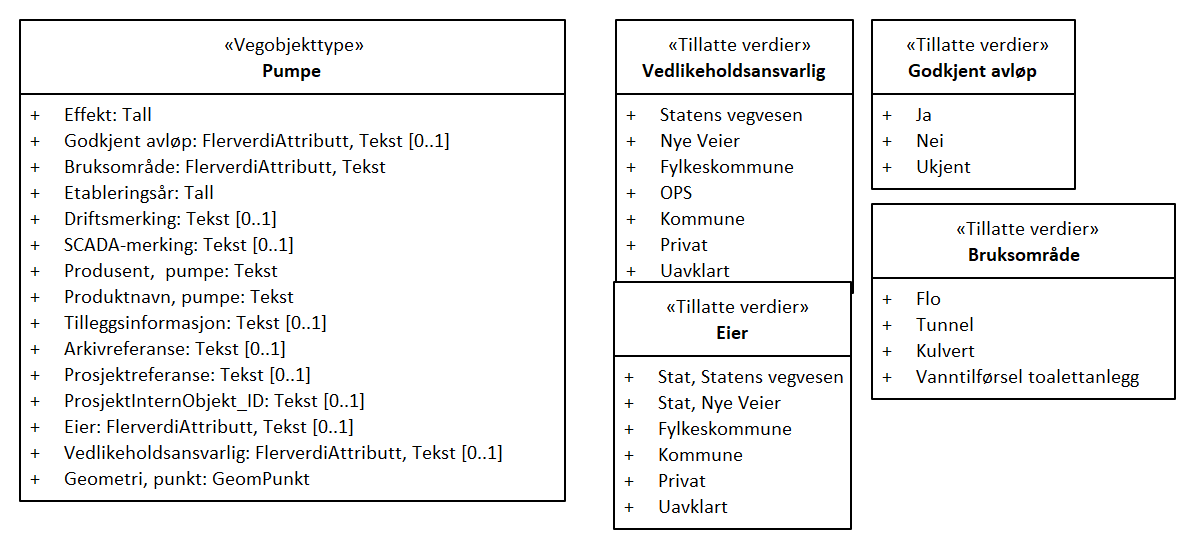 «Vegobjekttype»
Pumpe
+ Effekt: Tall
+ Godkjent avløp: FlerverdiAttributt, Tekst [0..1]
+ Bruksområde: FlerverdiAttributt, Tekst
+ Etableringsår: Tall
+ Driftsmerking: Tekst [0..1]
+ SCADA-merking: Tekst [0..1]
+ Produsent,  pumpe: Tekst
+ Produktnavn, pumpe: Tekst
+ Tilleggsinformasjon: Tekst [0..1]
+ Arkivreferanse: Tekst [0..1]
+ Prosjektreferanse: Tekst [0..1]
+ ProsjektInternObjekt_ID: Tekst [0..1]
+ Eier: FlerverdiAttributt, Tekst [0..1]
+ Vedlikeholdsansvarlig: FlerverdiAttributt, Tekst [0..1]
+ Geometri, punkt: GeomPunkt
«Tillatte verdier»
Vedlikeholdsansvarlig
+ Statens vegvesen
+ Nye Veier
+ Fylkeskommune
+ OPS
+ Kommune
+ Privat
+ Uavklart
«Tillatte verdier»
Eier
+ Stat, Statens vegvesen
+ Stat, Nye Veier
+ Fylkeskommune
+ Kommune
+ Privat
+ Uavklart
«Tillatte verdier»
Godkjent avløp
+ Ja
+ Nei
+ Ukjent
«Tillatte verdier»
Bruksområde
+ Flo
+ Tunnel
+ Kulvert
+ Vanntilførsel toalettanlegg